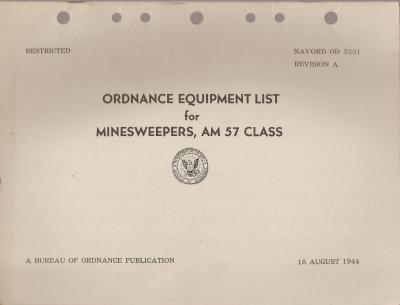 RESTRICTED
NAVORD OD 5231
REVISION A
ORDNANCE EQUIPMENT LIST
for
MINESWEEPERS, AM 57 CLASS
A BUREAU OF ORDNANCE PUBLICATION
16 AUGUST 1944